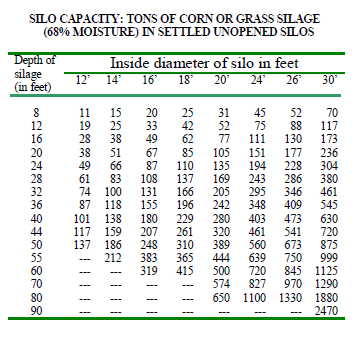 SILO CAPACITY: TONS OF CORN OR GRASS SILAGE
(68% MOISTURE) IN SETTLED UNOPENED SILOS
Depth of silage (in feet) Inside diameter of silo in feet
12’ 14’ 16’ 18’ 20’ 24’ 26’ 30’
8 11 15 20 25 31 45 52 70
12 19 25 33 42 52 75 88 117
16 28 38 49 62 77 111 130 173
20 38 51 67 85 105 151 177 236
24 49 66 87 110 135 194 228 304
28 61 83 108 137 169 243 286 380
32 74 100 131 166 205 295 346 461
36 87 118 155 196 242 348 409 545
40 101 138 180 229 280 403 473 630
44 117 159 207 261 320 461 541 720
50 137 186 248 310 389 560 673 875
55 --- 212 383 365 444 639 750 999
60 --- --- 319 415 500 720 845 1125
70 --- --- --- --- 574 827 970 1290
80 --- --- --- --- 650 1100 1330 1880
90 --- --- --- --- --- --- --- 2470